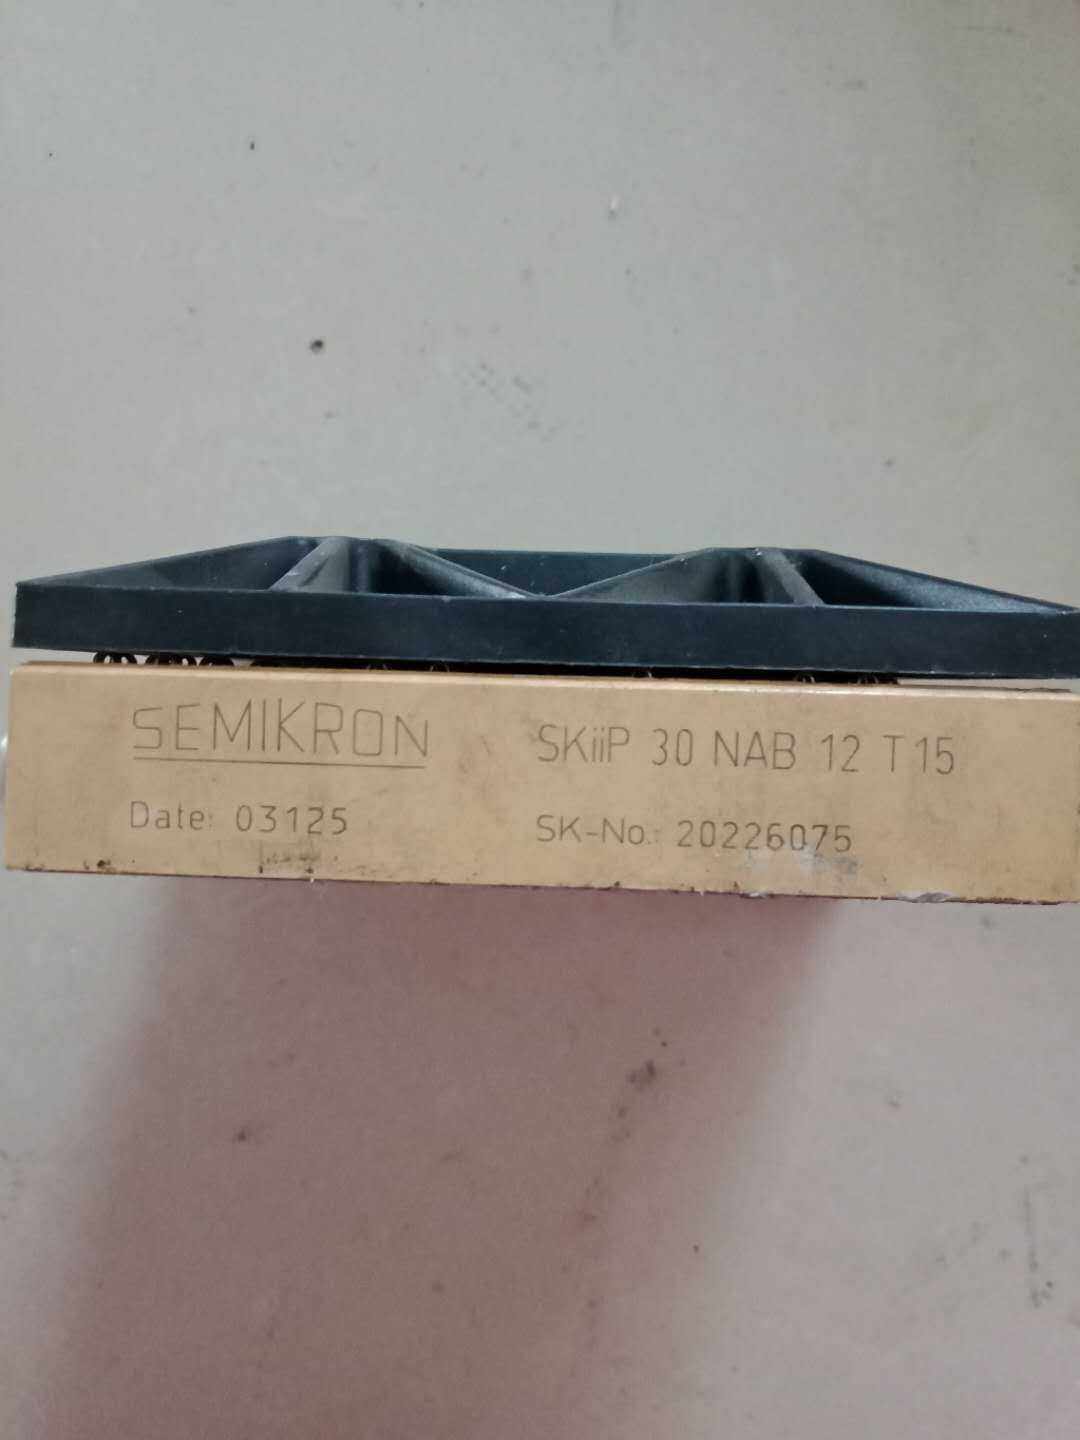 SEMIKRON SKiiP 30 NAB 12 T15
Date: 03125 SK-No.: 20226075